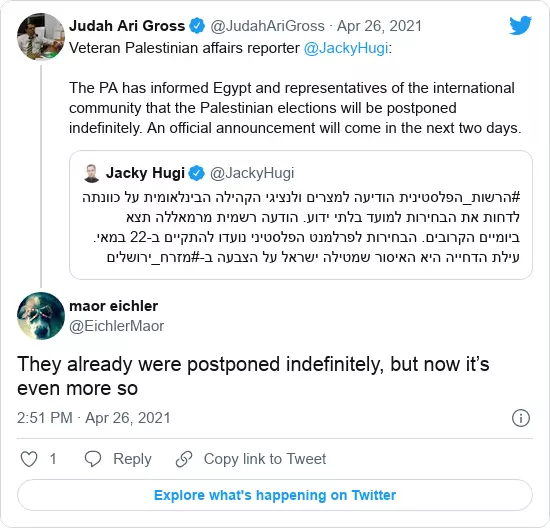 Judah Ari Gross @JudahAriGross · Apr 26, 2021
Veteran Palestinian affairs reporter @JackyHugi:
The PA has informed Egypt and representatives of the international
community that the Palestinian elections will be postponed
indefinitely. An official announcement will come in the next two days.
Jacky Hugi @JackyHugi
#הרשות_הפלסטינית הודיעה למצרים ולנציגי הקהילה הבינלאומית על כוונתה
לדחות את הבחירות למועד בלתי ידוע. הודעה רשמית מרמאללה תצא
ביומיים הקרובים. הבחירות לפרלמנט הפלסטיני נועדו להתקיים ב-22 במאי.
עילת הדחייה היא האיסור שמטילה ישראל על הצבעה ב-#מזרח_ירושלים
maor eichler
@EichlerMaor
They already were postponed indefinitely, but now it’s
even more so
2:51 PM · Apr 26, 2021
1 Reply Copy link to Tweet
Explore what's happening on Twitter